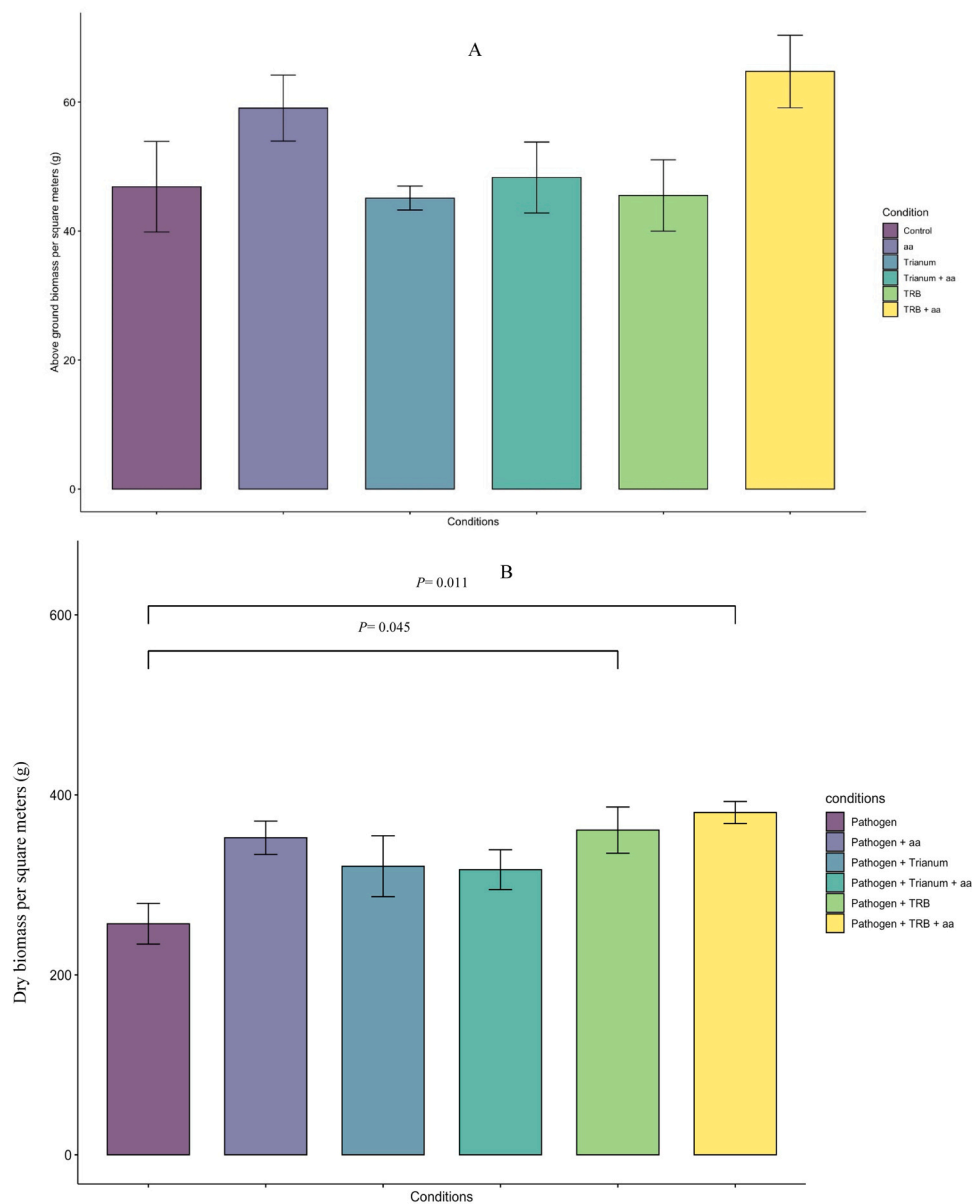 A
Above ground biomass per square meters (g)
60
40
20
0
Conditions
Condition
Control
aa
Trianum
Trianum + aa
TRB
TRB + aa
B
P= 0.011
P= 0.045
Dry biomass per square meters (g)
600
400
200
0
Conditions
conditions
Pathogen
Pathogen + aa
Pathogen + Trianum
Pathogen + Trianum + aa
Pathogen + TRB
Pathogen + TRB + aa